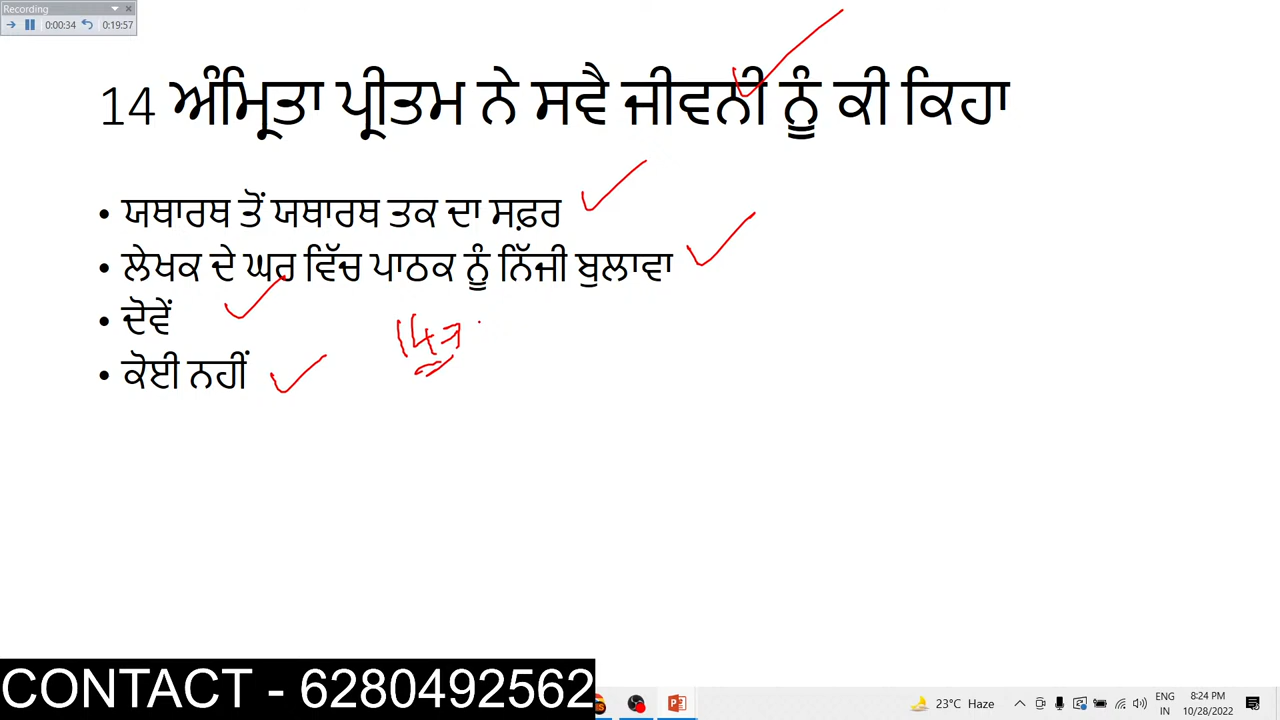 Recording
0:00:34 0:19:57
14 ਅੰਮ੍ਰਿਤਾ ਪ੍ਰੀਤਮ ਨੇ ਸਵੈ ਜੀਵਨੀ ਨੂੰ ਕੀ ਕਿਹਾ
• ਯਥਾਰਥ ਤੋਂ ਯਥਾਰਥ ਤਕ ਦਾ ਸਫ਼ਰ
• ਲੇਖਕ ਦੇ ਘਰ ਵਿੱਚ ਪਾਠਕ ਨੂੰ ਨਿੱਜੀ ਬੁਲਾਵਾ
• ਦੋਵੇਂ
• ਕੋਈ ਨਹੀਂ
CONTACT - 6280492562
23°C Haze
ENG
IN
8:24 PM
10/28/2022